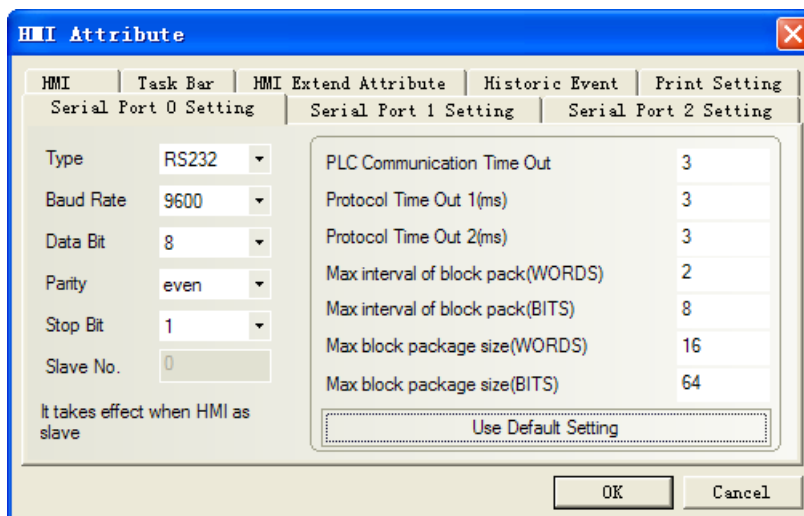 HMI Attribute
HMI
Task Bar
HMI Extend Attribute
Historic Event
Print Setting
Serial Port 0 Setting
Serial Port 1 Setting
Serial Port 2 Setting
Type RS232
Baud Rate 9600
Data Bit 8
Parity even
Stop Bit 1
Slave No. 0
It takes effect when HMI as
slave
PLC Communication Time Out 3
Protocol Time Out 1(ms) 3
Protocol Time Out 2(ms) 3
Max interval of block pack(WORDS) 2
Max interval of block pack(BITS) 8
Max block package size(WORDS) 16
Max block package size(BITS) 64
Use Default Setting
OK
Cancel